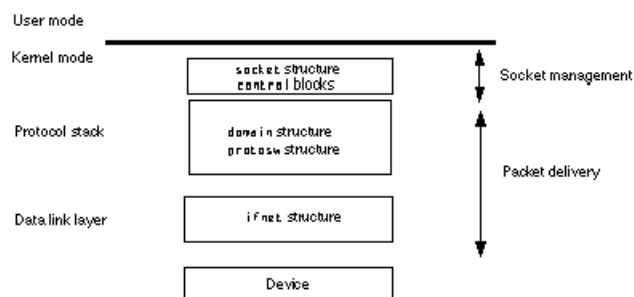 User mode
Kernel mode
socket structure
control blocks
Socket management
Protocol stack
domain structure
protosw structure
Packet delivery
Data link layer
ifnet structure
Device